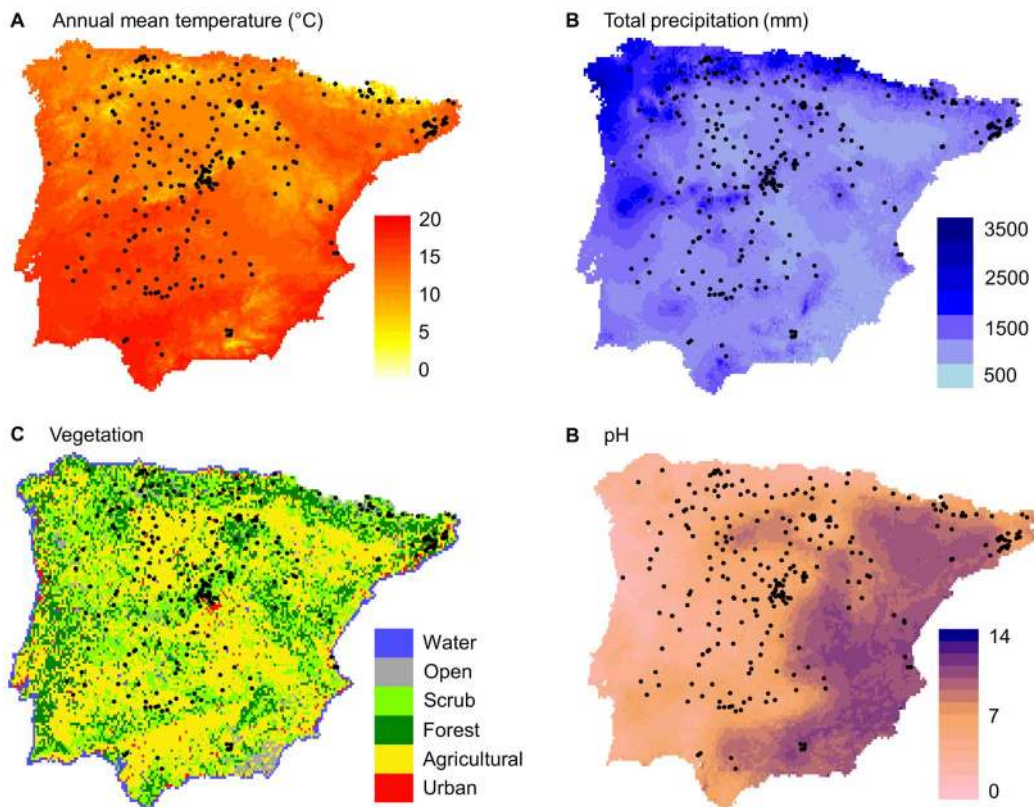 A Annual mean temperature (°C)
20
15
10
5
0
B Total precipitation (mm)
3500
2500
1500
500
C Vegetation
Water
Open
Scrub
Forest
Agricultural
Urban
B pH
14
7
0